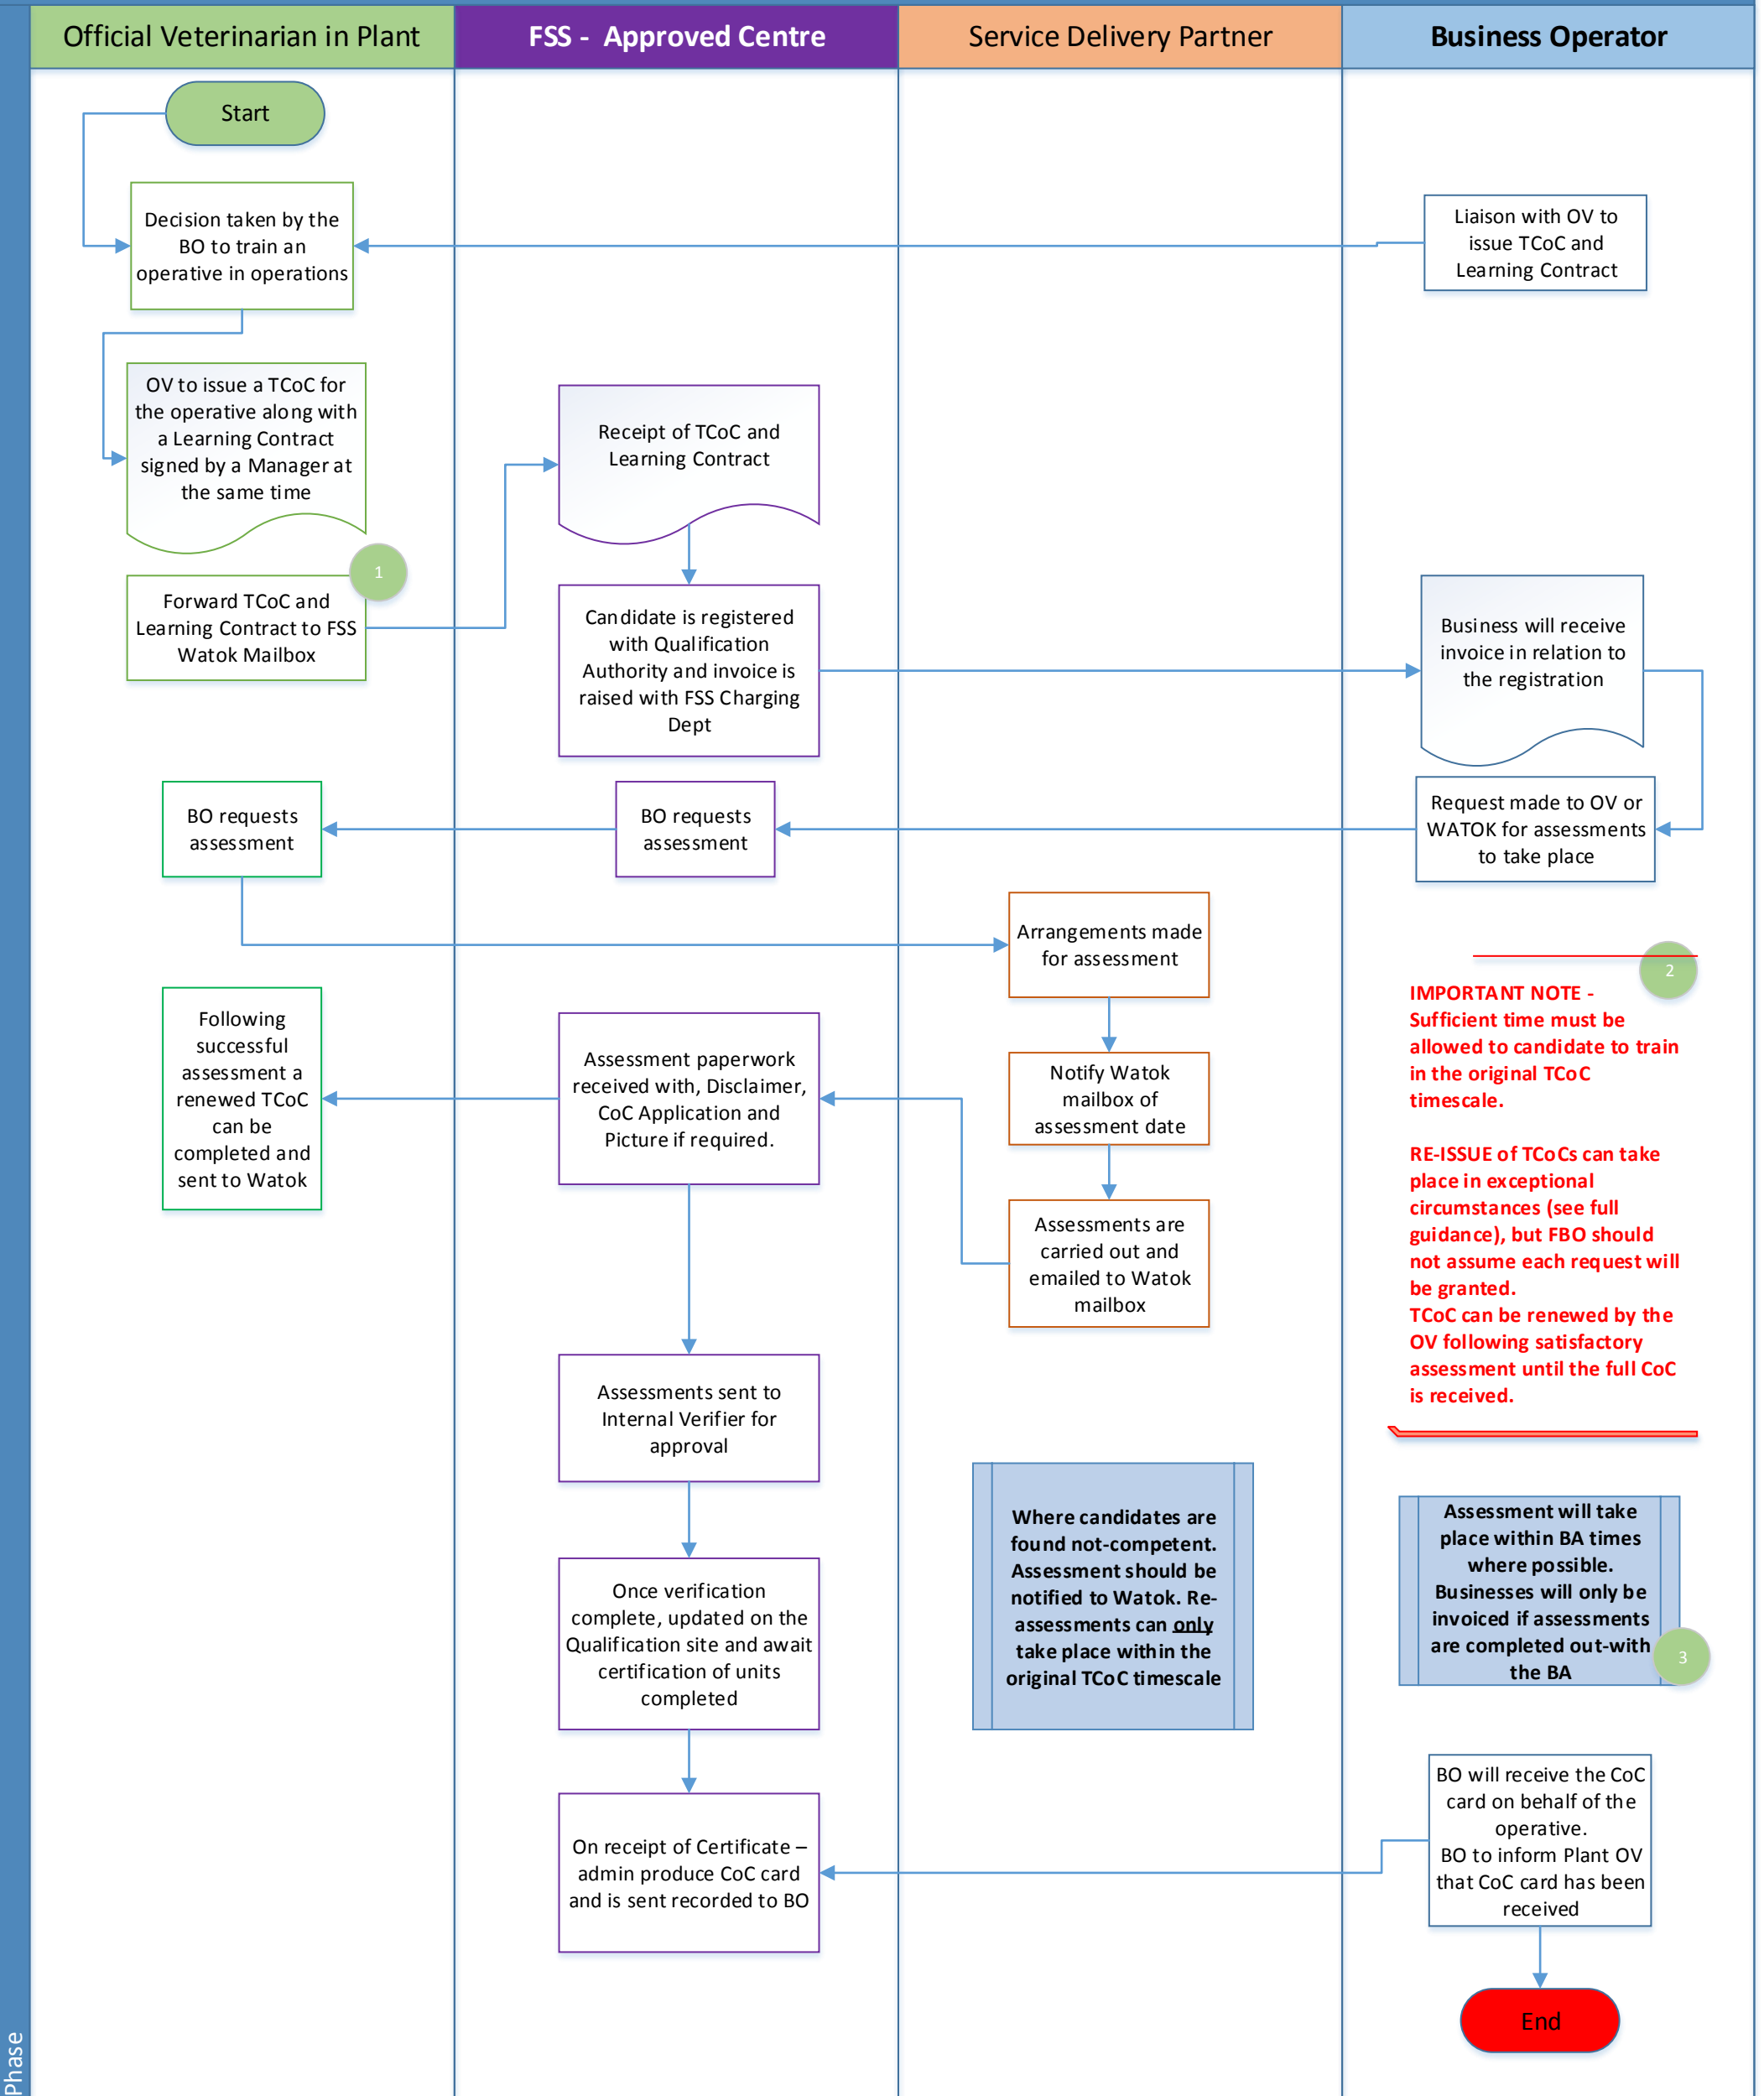 Official Veterinarian in Plant
FSS - Approved Centre
Service Delivery Partner
Business Operator
Start
Decision taken by the
BO to train an
operative in operations
Liaison with OV to
issue TCoC and
Learning Contract
OV to issue a TCoC for
the operative along with
a Learning Contract
signed by a Manager at
the same time
Receipt of TCoC and
Learning Contract
1
Forward TCoC and
Learning Contract to FSS
Watok Mailbox
Candidate is registered
with Qualification
Authority and invoice is
raised with FSS Charging
Dept
Business will receive
invoice in relation to
the registration
BO requests
assessment
BO requests
assessment
Request made to OV or
WATOK for assessments
to take place
Arrangements made
for assessment
2
IMPORTANT NOTE -
Sufficient time must be
allowed to candidate to train
in the original TCoC
timescale.
RE-ISSUE of TCoCs can take
place in exceptional
circumstances (see full
guidance), but FBO should
not assume each request will
be granted.
TCoC can be renewed by the
OV following satisfactory
assessment until the full CoC
is received.
Following
successful
assessment a
renewed TCoC
can be
completed and
sent to Watok
Assessment paperwork
received with, Disclaimer,
CoC Application and
Picture if required.
Notify Watok
mailbox of
assessment date
Assessments are
carried out and
emailed to Watok
mailbox
Assessments sent to
Internal Verifier for
approval
Where candidates are
found not-competent.
Assessment should be
notified to Watok. Re-
assessments can only
take place within the
original TCoC timescale
Assessment will take
place within BA times
where possible.
Businesses will only be
invoiced if assessments
are completed out-with
the BA
3
Once verification
complete, updated on the
Qualification site and await
certification of units
completed
On receipt of Certificate –
admin produce CoC card
and is sent recorded to BO
BO will receive the CoC
card on behalf of the
operative.
BO to inform Plant OV
that CoC card has been
received
End
Phase